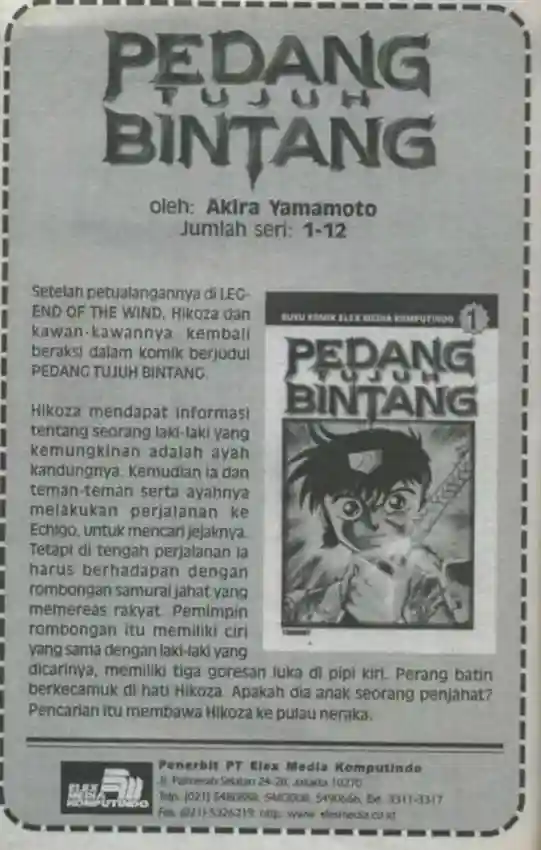 PEDANG
TUJUH
BINTANG
oleh: Akira Yamamoto
Jumlah seri: 1-12
Setelah petualangannya di LEG-
END OF THE WIND, Hikoza dan
kawan-kawannya kembali
beraksi dalam komik berjudul
PEDANG TUJUH BINTANG.
Hikoza mendapat informasi
tentang seorang laki-laki yang
kemungkinan adalah ayah
kandungnya. Kemudian ia dan
teman-teman serta ayahnya
melakukan perjalanan ke
Echigo, untuk mencari jejaknya.
Tetapi di tengah perjalanan ia
harus berhadapan dengan
rombongan samurai jahat yang
memereas rakyat. Pemimpin
rombongan itu memiliki ciri
yang sama dengan laki-laki yang
dicarinya, memiliki tiga goresan luka di pipi kiri. Perang batin
berkecamuk di hati Hikoza. Apakah dia anak seorang penjahat?
Pencarian itu membawa Hikoza ke pulau neraka.
BUKU KOMIK ELEX MEDIA KOMPUTINDO 1
PEDANG
TUJUH
BINTANG
ELEX
MEDIA
KOMPUTINDO
Penerbit PT Elex Media Komputindo
Jl. Palmerah Selatan 24-26, Jakarta 10270
Telp. (021) 5480888, 5483008, 5490666, Ext. 3311-3317
Fax. (021) 5326219, http: www. elexmedia.co.id